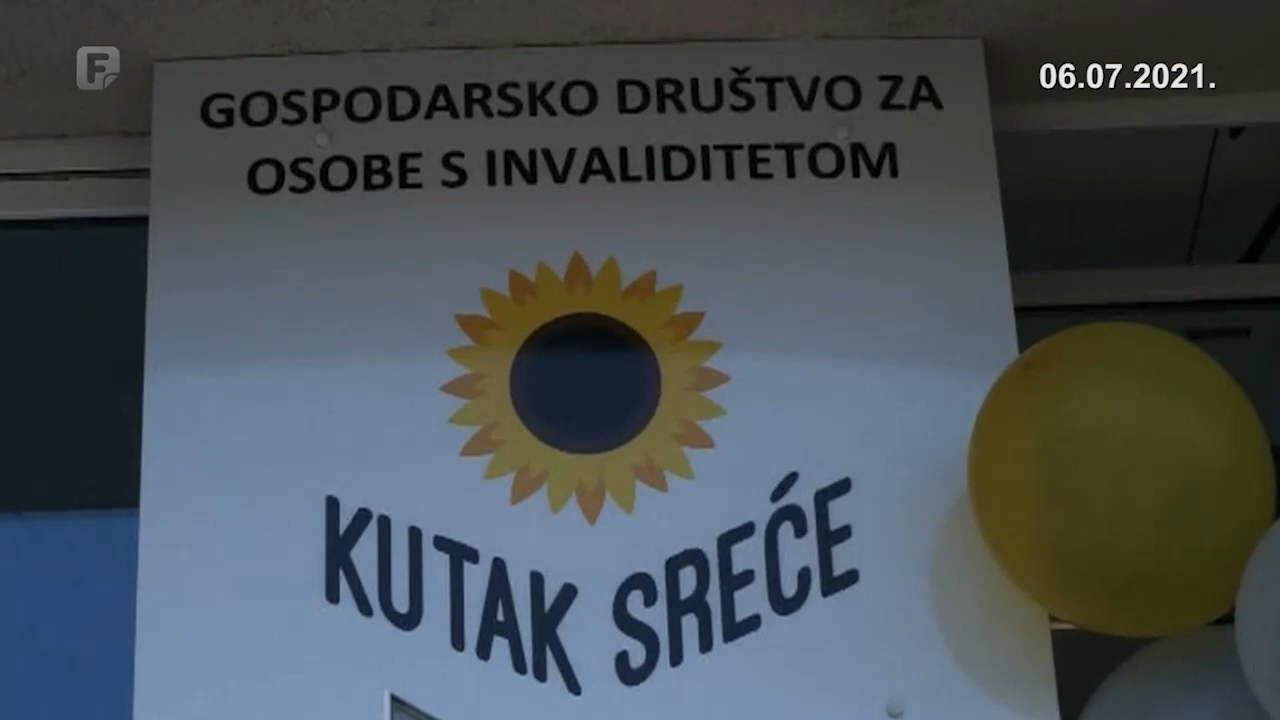 F
06.07.2021.
GOSPODARSKO DRUŠTVO ZA
OSOBE S INVALIDITETOM
KUTAK SREĆE